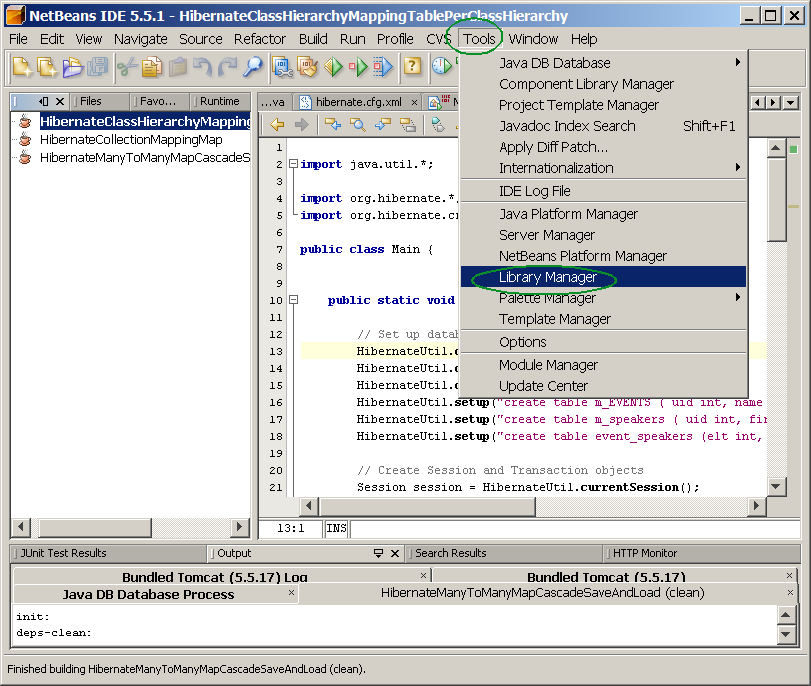 NetBeans IDE 5.5.1 - HibernateClassHierarchyMappingTablePerClassHierarchy
File Edit View Navigate Source Refactor Build Run Profile CVS Tools Window Help
Files Favo... Runtime
...va hibernate.cfg.xml
HibernateClassHierarchyMapping
HibernateCollectionMappingMap
HibernateManyToManyMapCascadeS
Java DB Database
Component Library Manager
Project Template Manager
Javadoc Index Search Shift+F1
Apply Diff Patch...
Internationalization
IDE Log File
Java Platform Manager
Server Manager
NetBeans Platform Manager
Library Manager
Palette Manager
Template Manager
Options
Module Manager
Update Center
1
2 import java.util.*;
3
4 import org.hibernate.*
5 import org.hibernate.cr
6
7 public class Main {
8
9
10 public static void
11
12 // Set up datab
13 HibernateUtil.
14 HibernateUtil.
15 HibernateUtil.
16 HibernateUtil.setup("create table m_EVENTS ( uid int, name
17 HibernateUtil.setup("create table m_speakers ( uid int, fir
18 HibernateUtil.setup("create table event_speakers (elt int,
19
20 // Create Session and Transaction objects
21 Session session = HibernateUtil.currentSession();
13:1 INS
JUnit Test Results Output Search Results HTTP Monitor
Bundled Tomcat (5.5.17) Log Bundled Tomcat (5.5.17)
Java DB Database Process HibernateManyToManyMapCascadeSaveAndLoad (clean)
init:
deps-clean:
Finished building HibernateManyToManyMapCascadeSaveAndLoad (clean).